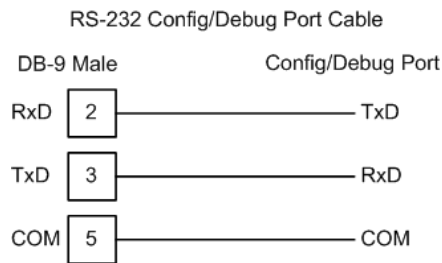 RS-232 Config/Debug Port Cable
DB-9 Male Config/Debug Port
RxD 2 TxD
TxD 3 RxD
COM 5 COM